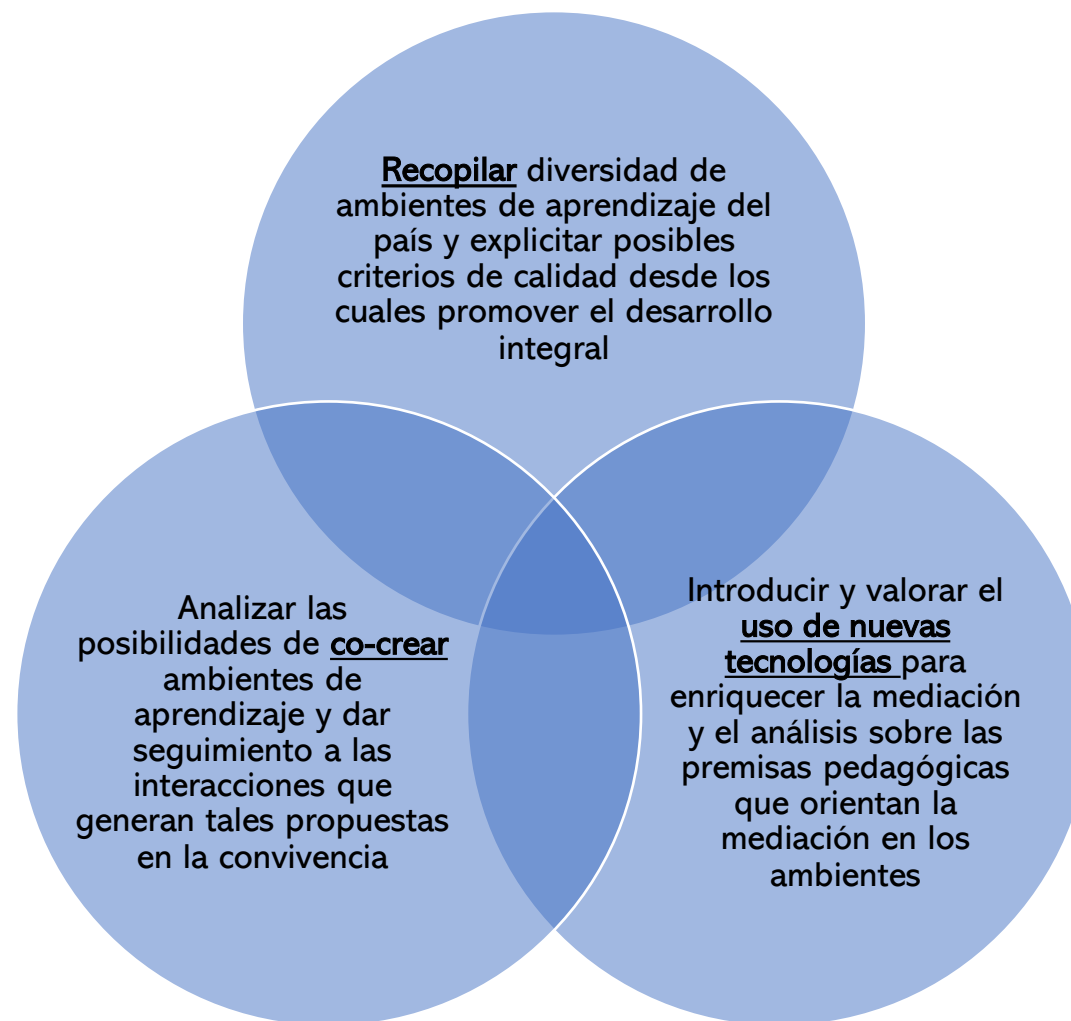 Recopilar diversidad de
ambientes de aprendizaje del
país y explicitar posibles
criterios de calidad desde los
cuales promover el desarrollo
integral
Analizar las
posibilidades de co-crear
ambientes de
aprendizaje y dar
seguimiento a las
interacciones que
generan tales propuestas
en la convivencia
Introducir y valorar el
uso de nuevas
tecnologías para
enriquecer la mediación
y el análisis sobre las
premisas pedagógicas
que orientan la
mediación en los
ambientes